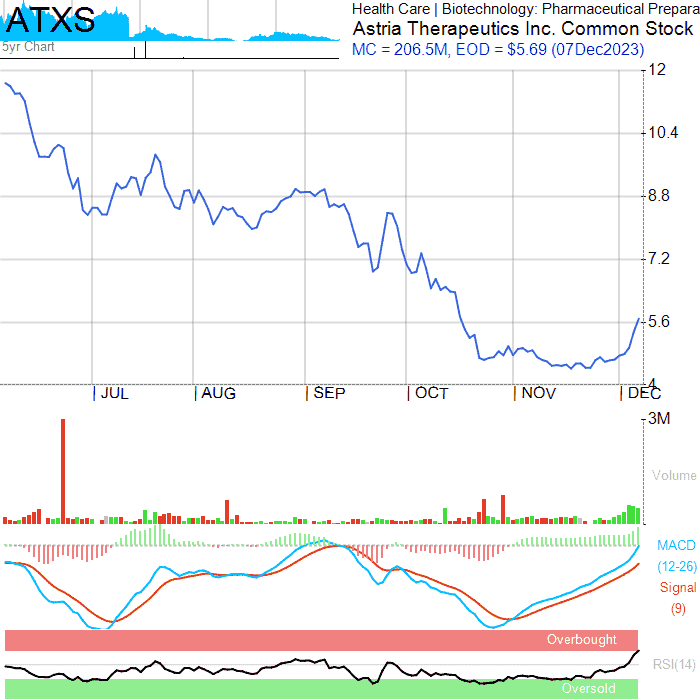 ATXS
5yr Chart
Health Care | Biotechnology: Pharmaceutical Prepara
Astria Therapeutics Inc. Common Stock
MC = 206.5M, EOD = $5.69 (07Dec2023)
12
10.4
8.8
7.2
5.6
4
JUL
AUG
SEP
OCT
NOV
DEC
3M
Volume
MACD
(12-26)
Signal
(9)
Overbought
RSI(14)
Oversold